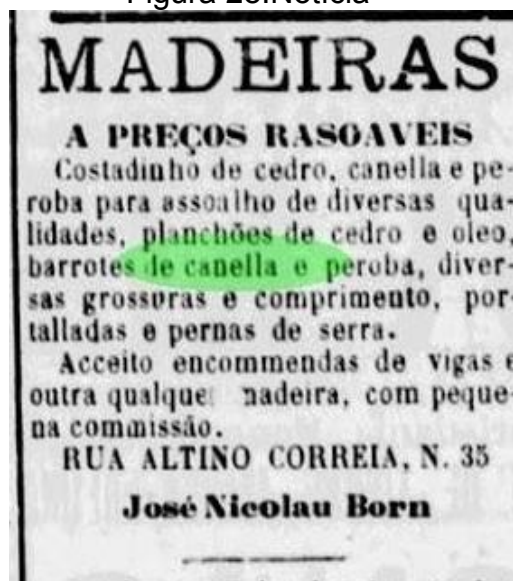 Figura 23:Notícia
MADEIRAS
A PREÇOS RASOAVEIS
Costadinho de cedro, canella e pe-
roba para assoalho de diversas qua-
lidades, planchões de cedro e oleo,
barrotes de canella e peroba, diver-
sas grossuras e comprimento, por-
talladas e pernas de serra.
Acceito encommendas de vigas e
outra qualquer madeira, com peque-
na commissão.
RUA ALTINO CORREIA, N. 35
José Nicolau Born